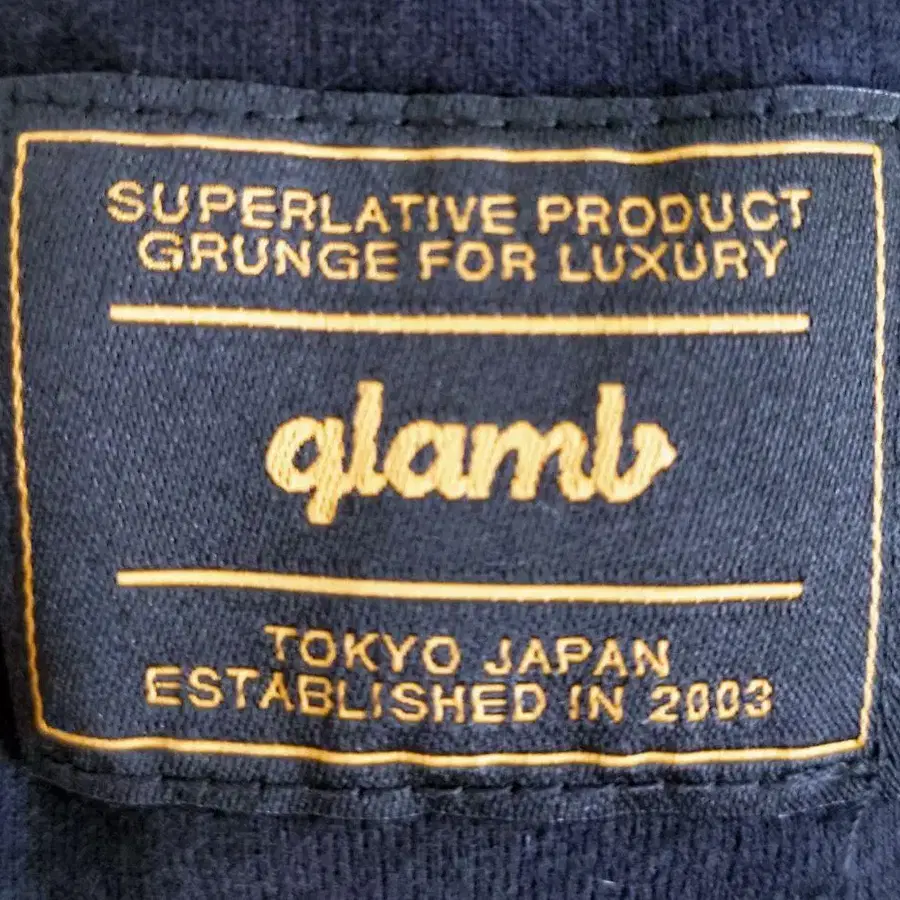 SUPERLATIVE PRODUCT
GRUNGE FOR LUXURY
glamb
TOKYO JAPAN
ESTABLISHED IN 2003